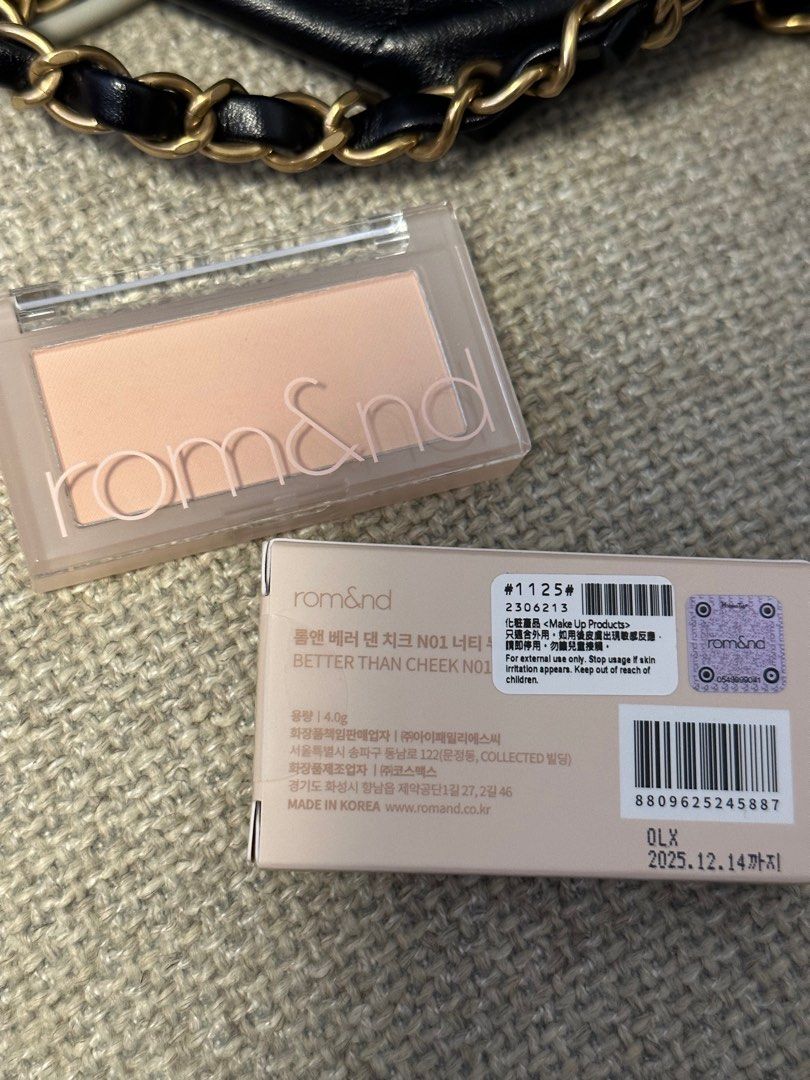 rom&nd
rom&nd
롬앤 베러 댄 치크 N01 너티
BETTER THAN CHEEK N01
용량 | 4.0g
화장품책임판매업자 | ㈜아이패밀리에스씨
서울특별시 송파구 동남로 122(문정동, COLLECTED 빌딩)
화장품제조업자 | ㈜코스맥스
경기도 화성시 향남읍 제약공단1길 27, 2길 46
MADE IN KOREA www.romand.co.kr
#1125#
2306213
化粧產品 <Make Up Products>
只適合外用，如用後皮膚出現敏感反應，
請即停用，勿讓兒童接觸。
For external use only. Stop usage if skin
irritation appears. Keep out of reach of
children.
rom&nd
8809625245887
OLX
2025.12.14까지